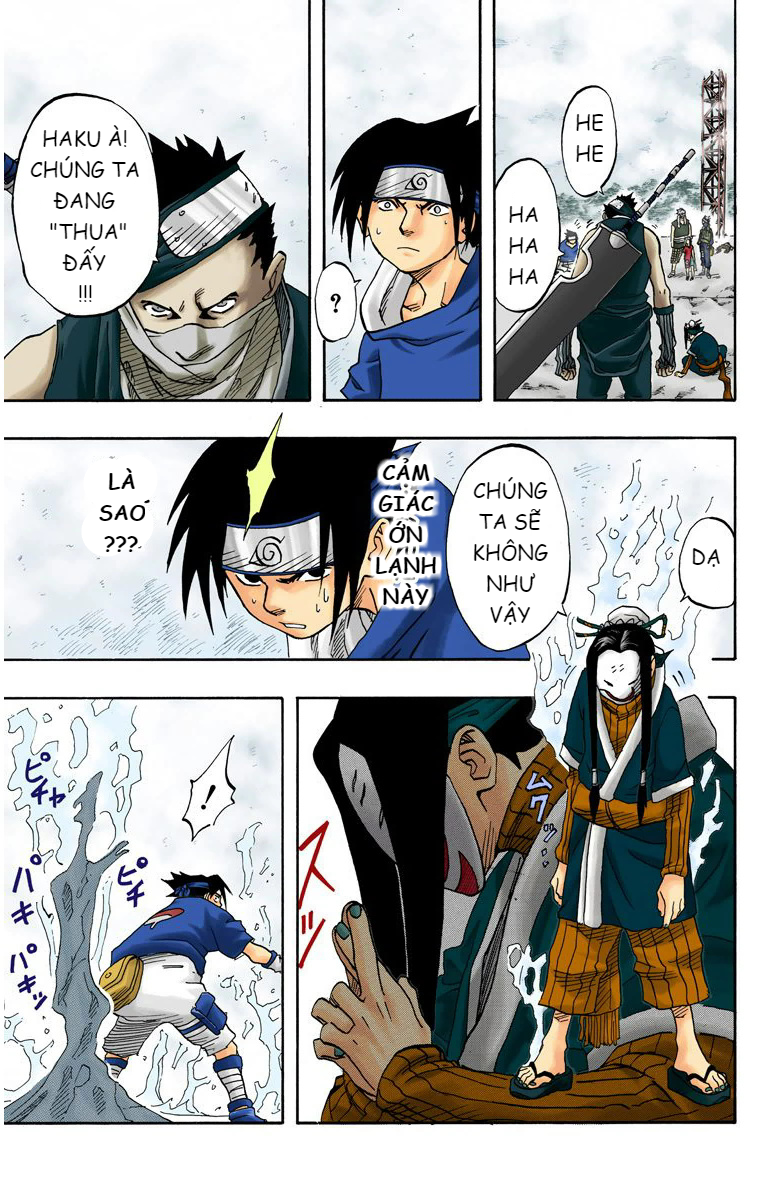 HE
HE
HA
HA
HA
?
HAKU À!
CHÚNG TA
ĐANG
"THUA"
ĐẤY
!!!
DẠ
CHÚNG
TA SẼ
KHÔNG
NHƯ
VẬY
CẢM
GIÁC
ỚN
LẠNH
NÀY
LÀ
SAO
???
ムクッ…
スッ
!
ピチャ
ピチ
パキ
パキッ